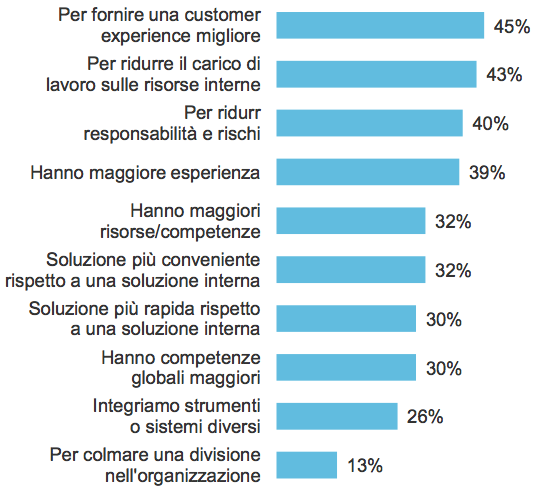 Per fornire una customer
experience migliore
45%
Per ridurre il carico di
lavoro sulle risorse interne
43%
Per ridurr
responsabilità e rischi
40%
Hanno maggiore esperienza
39%
Hanno maggiori
risorse/competenze
32%
Soluzione più conveniente
rispetto a una soluzione interna
32%
Soluzione più rapida rispetto
a una soluzione interna
30%
Hanno competenze
globali maggiori
30%
Integriamo strumenti
o sistemi diversi
26%
Per colmare una divisione
nell'organizzazione
13%